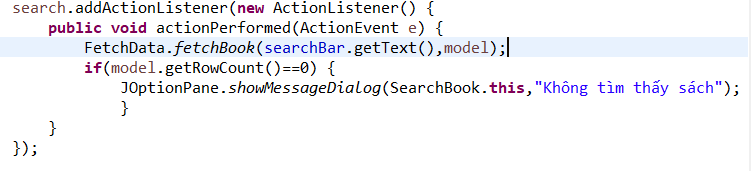 search.addActionListener(new ActionListener() {
public void actionPerformed(ActionEvent e) {
FetchData.fetchBook(searchBar.getText(),model);
if(model.getRowCount()==0) {
JOptionPane.showMessageDialog(SearchBook.this,"Không tìm thấy sách");
}
}
});